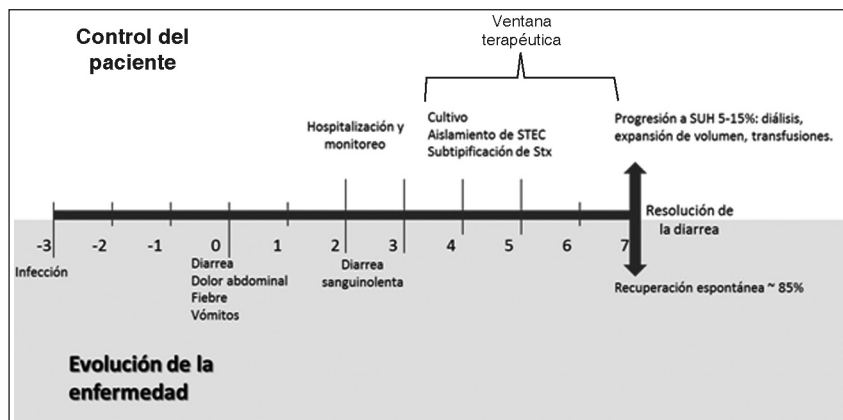 Control del
paciente
Ventana
terapéutica
Hospitalización y
monitoreo
Cultivo
Aislamiento de STEC
Subtipificación de Stx
Progresión a SUH 5-15%: diálisis,
expansión de volumen, transfusiones.
-3 -2 -1 0 1 2 3 4 5 6 7
Resolución de
la diarrea
Infección
Diarrea
Dolor abdominal
Fiebre
Vómitos
Diarrea
sanguinolenta
Recuperación espontánea ~ 85%
Evolución de la
enfermedad